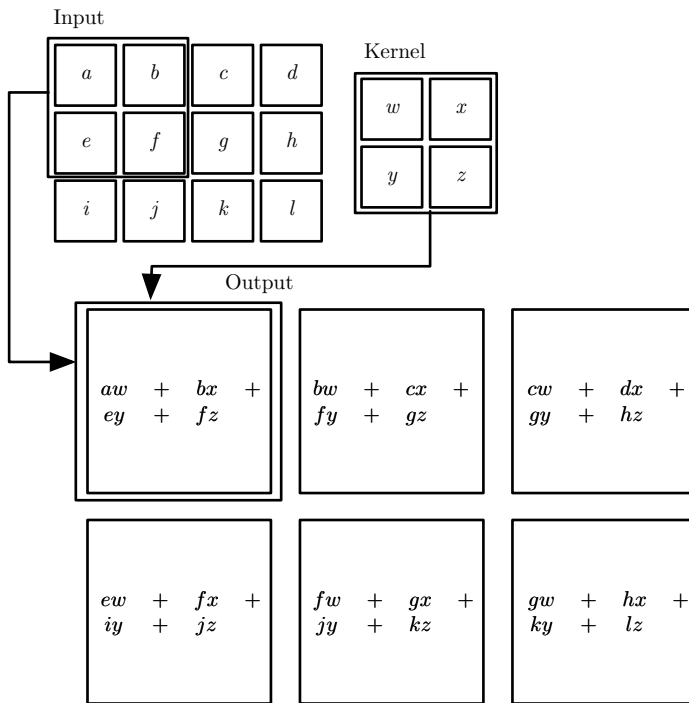 Input
a b c d
e f g h
i j k l
Kernel
w x
y z
Output
aw + bx +
ey + fz
bw + cx +
fy + gz
cw + dx +
gy + hz
ew + fx +
iy + jz
fw + gx +
jy + kz
gw + hx +
ky + lz